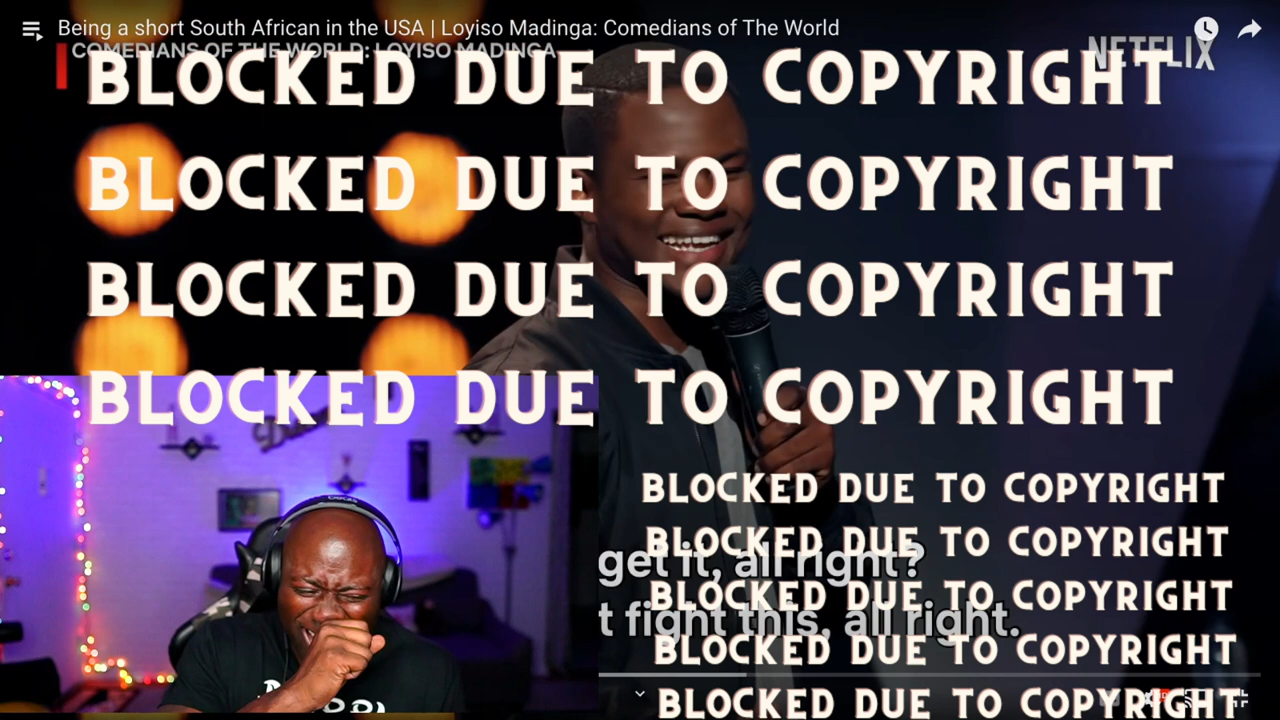 Being a short South African in the USA | Loyiso Madinga: Comedians of The World
COMEDIANS OF THE WORLD: LOYISO MADINGA
NETFLIX
BLOCKED DUE TO COPYRIGHT
BLOCKED DUE TO COPYRIGHT
BLOCKED DUE TO COPYRIGHT
BLOCKED DUE TO COPYRIGHT
BLOCKED DUE TO COPYRIGHT
BLOCKED DUE TO COPYRIGHT
get it, all right?
BLOCKED DUE TO COPYRIGHT
t fight this, all right.
BLOCKED DUE TO COPYRIGHT
BLOCKED DUE TO COPYRIGHT